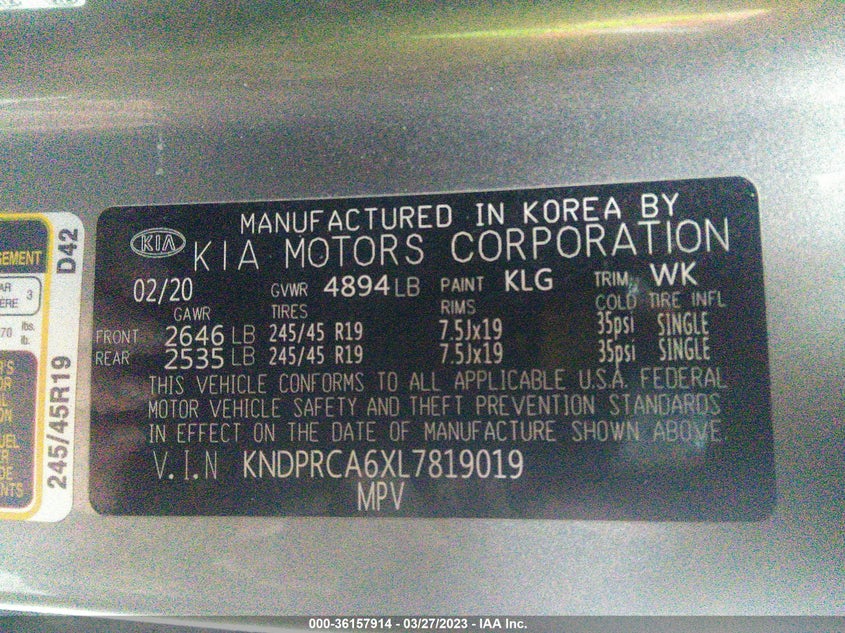 MANUFACTURED IN KOREA BY
KIA KIA MOTORS CORPORATION
02/20 GVWR 4894 LB PAINT KLG TRIM WK
GAWR TIRES RIMS COLD TIRE INFL
FRONT 2646 LB 245/45 R19 7.5Jx19 35psi SINGLE
REAR 2535 LB 245/45 R19 7.5Jx19 35psi SINGLE
THIS VEHICLE CONFORMS TO ALL APPLICABLE U.S.A. FEDERAL
MOTOR VEHICLE SAFETY AND THEFT PREVENTION STANDARDS
IN EFFECT ON THE DATE OF MANUFACTURE SHOWN ABOVE.
V.I.N KNDPRCA6XL7819019
MPV
245/45R19 D42
3
70 lbs.
000-36157914 - 03/27/2023 - IAA Inc.